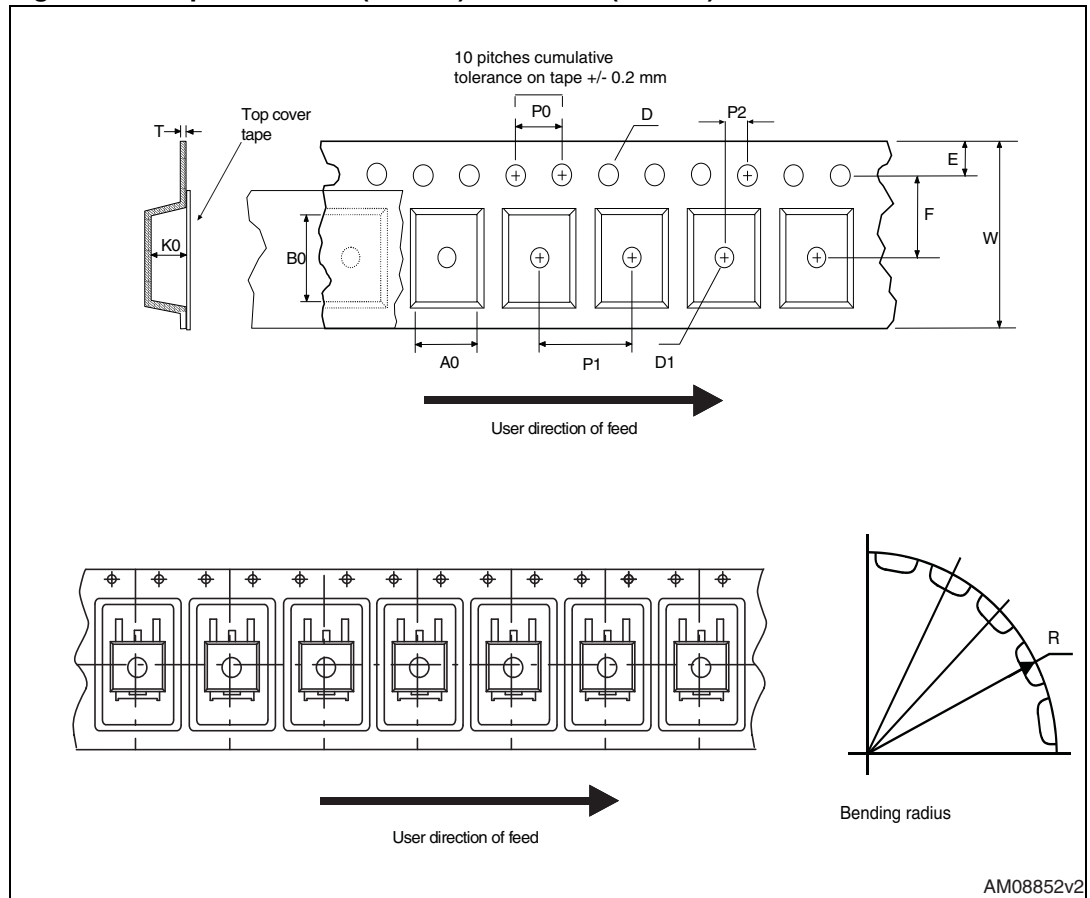 10 pitches cumulative
tolerance on tape +/- 0.2 mm
T
Top cover
tape
P0
D
P2
E
F
W
K0
B0
A0
P1
D1
User direction of feed
R
Bending radius
User direction of feed
AM08852v2